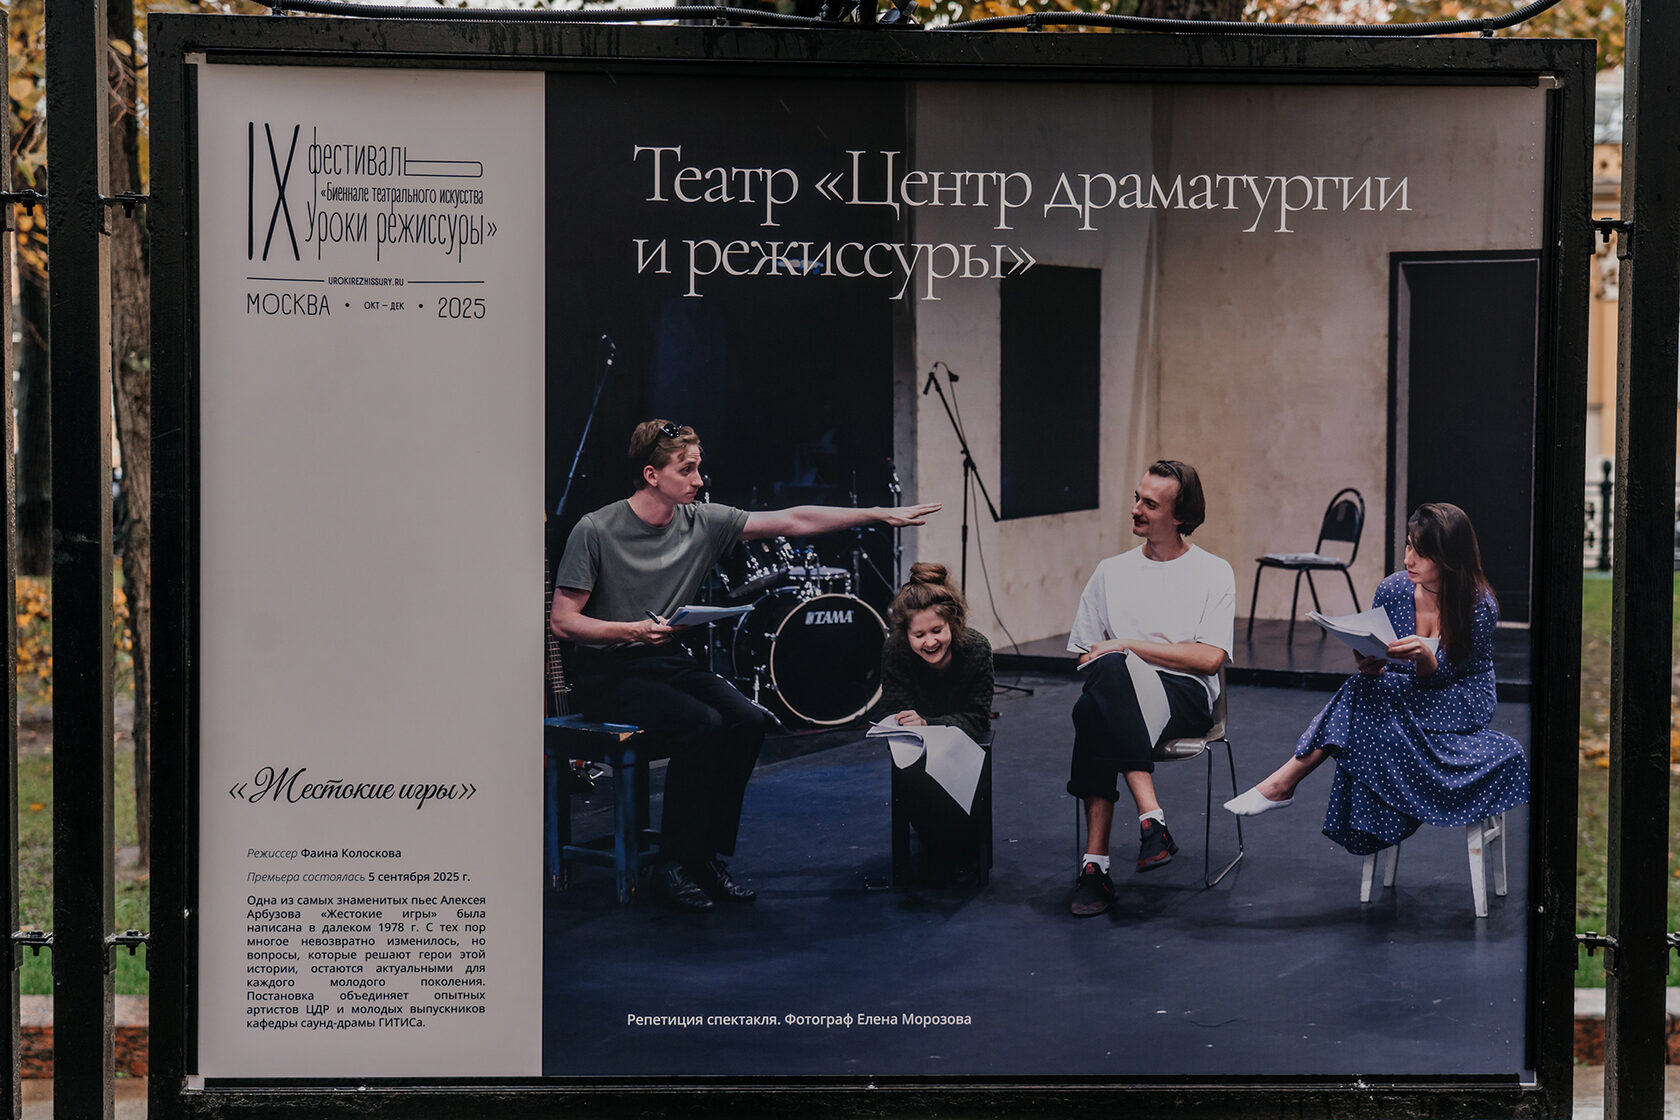 IX
фестиваль
«Биеннале театрального искусства
Уроки режиссуры»
UROKIREZHISSURY.RU
МОСКВА • ОКТ – ДЕК • 2025
Театр «Центр драматургии
и режиссуры»
TAMA
«Жестокие игры»
Режиссер Фаина Колоскова
Премьера состоялась 5 сентября 2025 г.
Одна из самых знаменитых пьес Алексея
Арбузова «Жестокие игры» была
написана в далеком 1978 г. С тех пор
многое невозвратно изменилось, но
вопросы, которые решают герои этой
истории, остаются актуальными для
каждого молодого поколения.
Постановка объединяет опытных
артистов ЦДР и молодых выпускников
кафедры саунд-драмы ГИТИСа.
Репетиция спектакля. Фотограф Елена Морозова